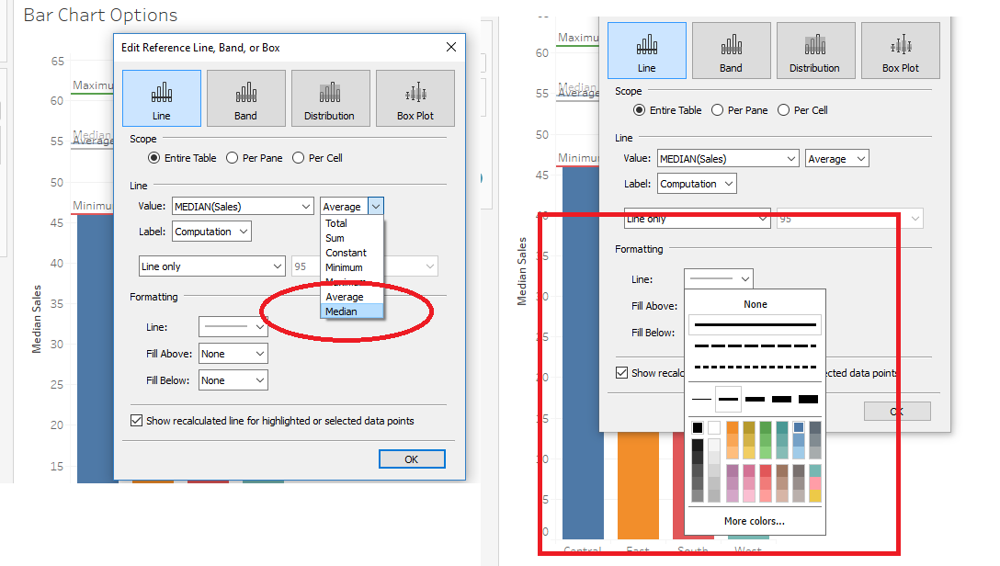 Bar Chart Options
Edit Reference Line, Band, or Box
Line
Band
Distribution
Box Plot
Scope
Entire Table
Per Pane
Per Cell
Line
Value: MEDIAN(Sales) Average
Label: Computation
Total
Sum
Constant
Minimum
Maximum
Average
Median
Line only 95
Formatting
Line:
Fill Above: None
Fill Below: None
Show recalculated line for highlighted or selected data points
OK
65
60
55
50
45
40
35
30
25
20
15
Median Sales
Maximu
Median
Average
Minimum
Line
Band
Distribution
Box Plot
Scope
Entire Table
Per Pane
Per Cell
Line
Value: MEDIAN(Sales) Average
Label: Computation
Line only 95
Formatting
Line:
Fill Above:
Fill Below:
None
Show recalc
ected data points
OK
More colors...
60
55
50
45
40
35
30
25
20
15
5
0
Median Sales
Maximu
Median
Average
Minimum
Central
East
South
West